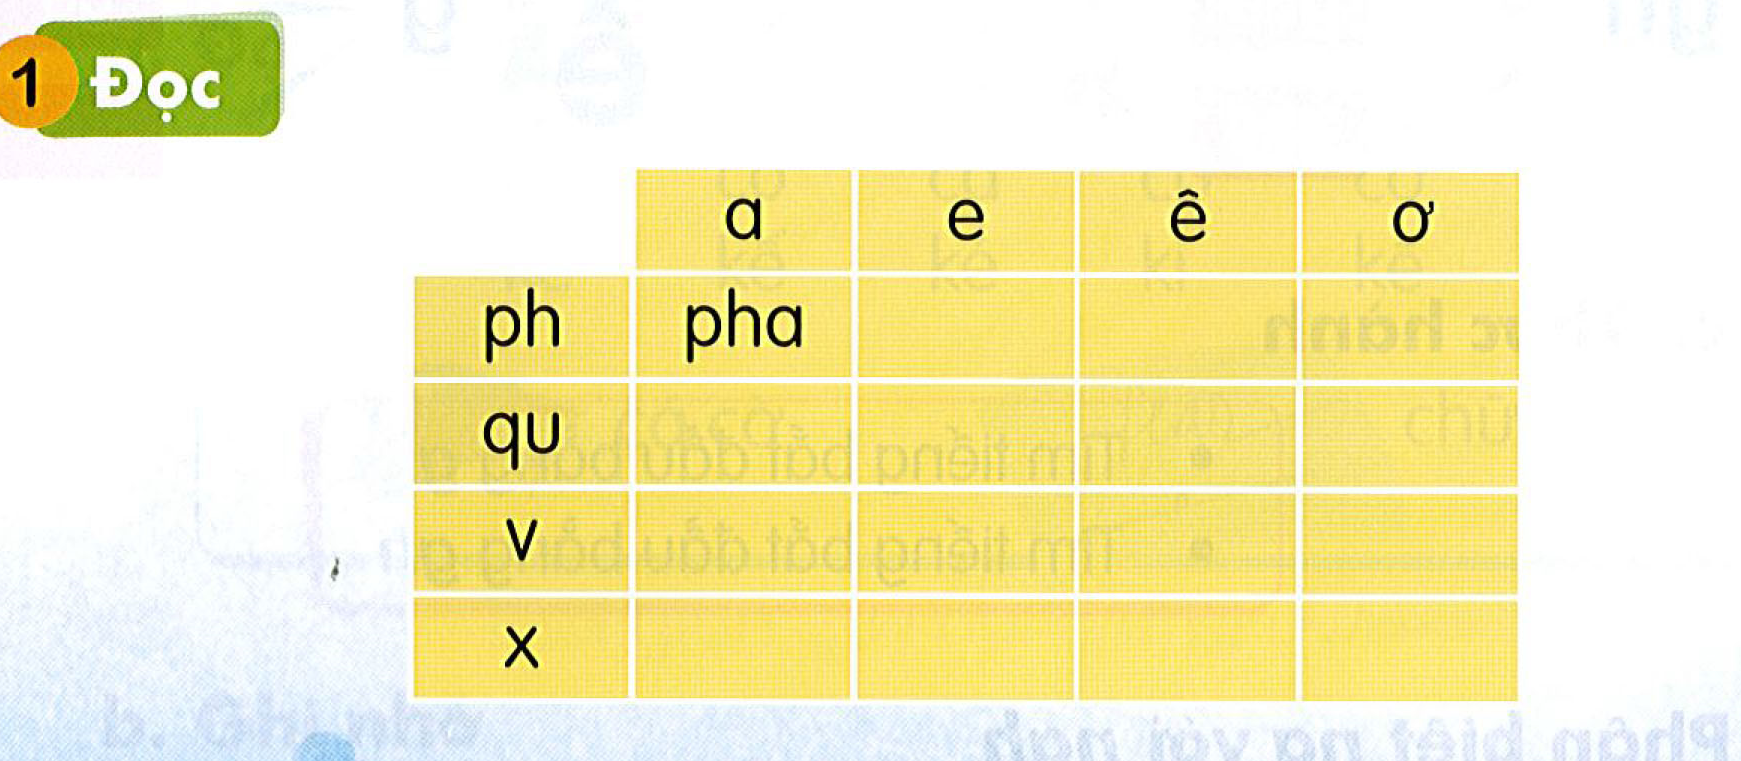 1 Đọc
a e ê ơ
ph pha
qu
v
x